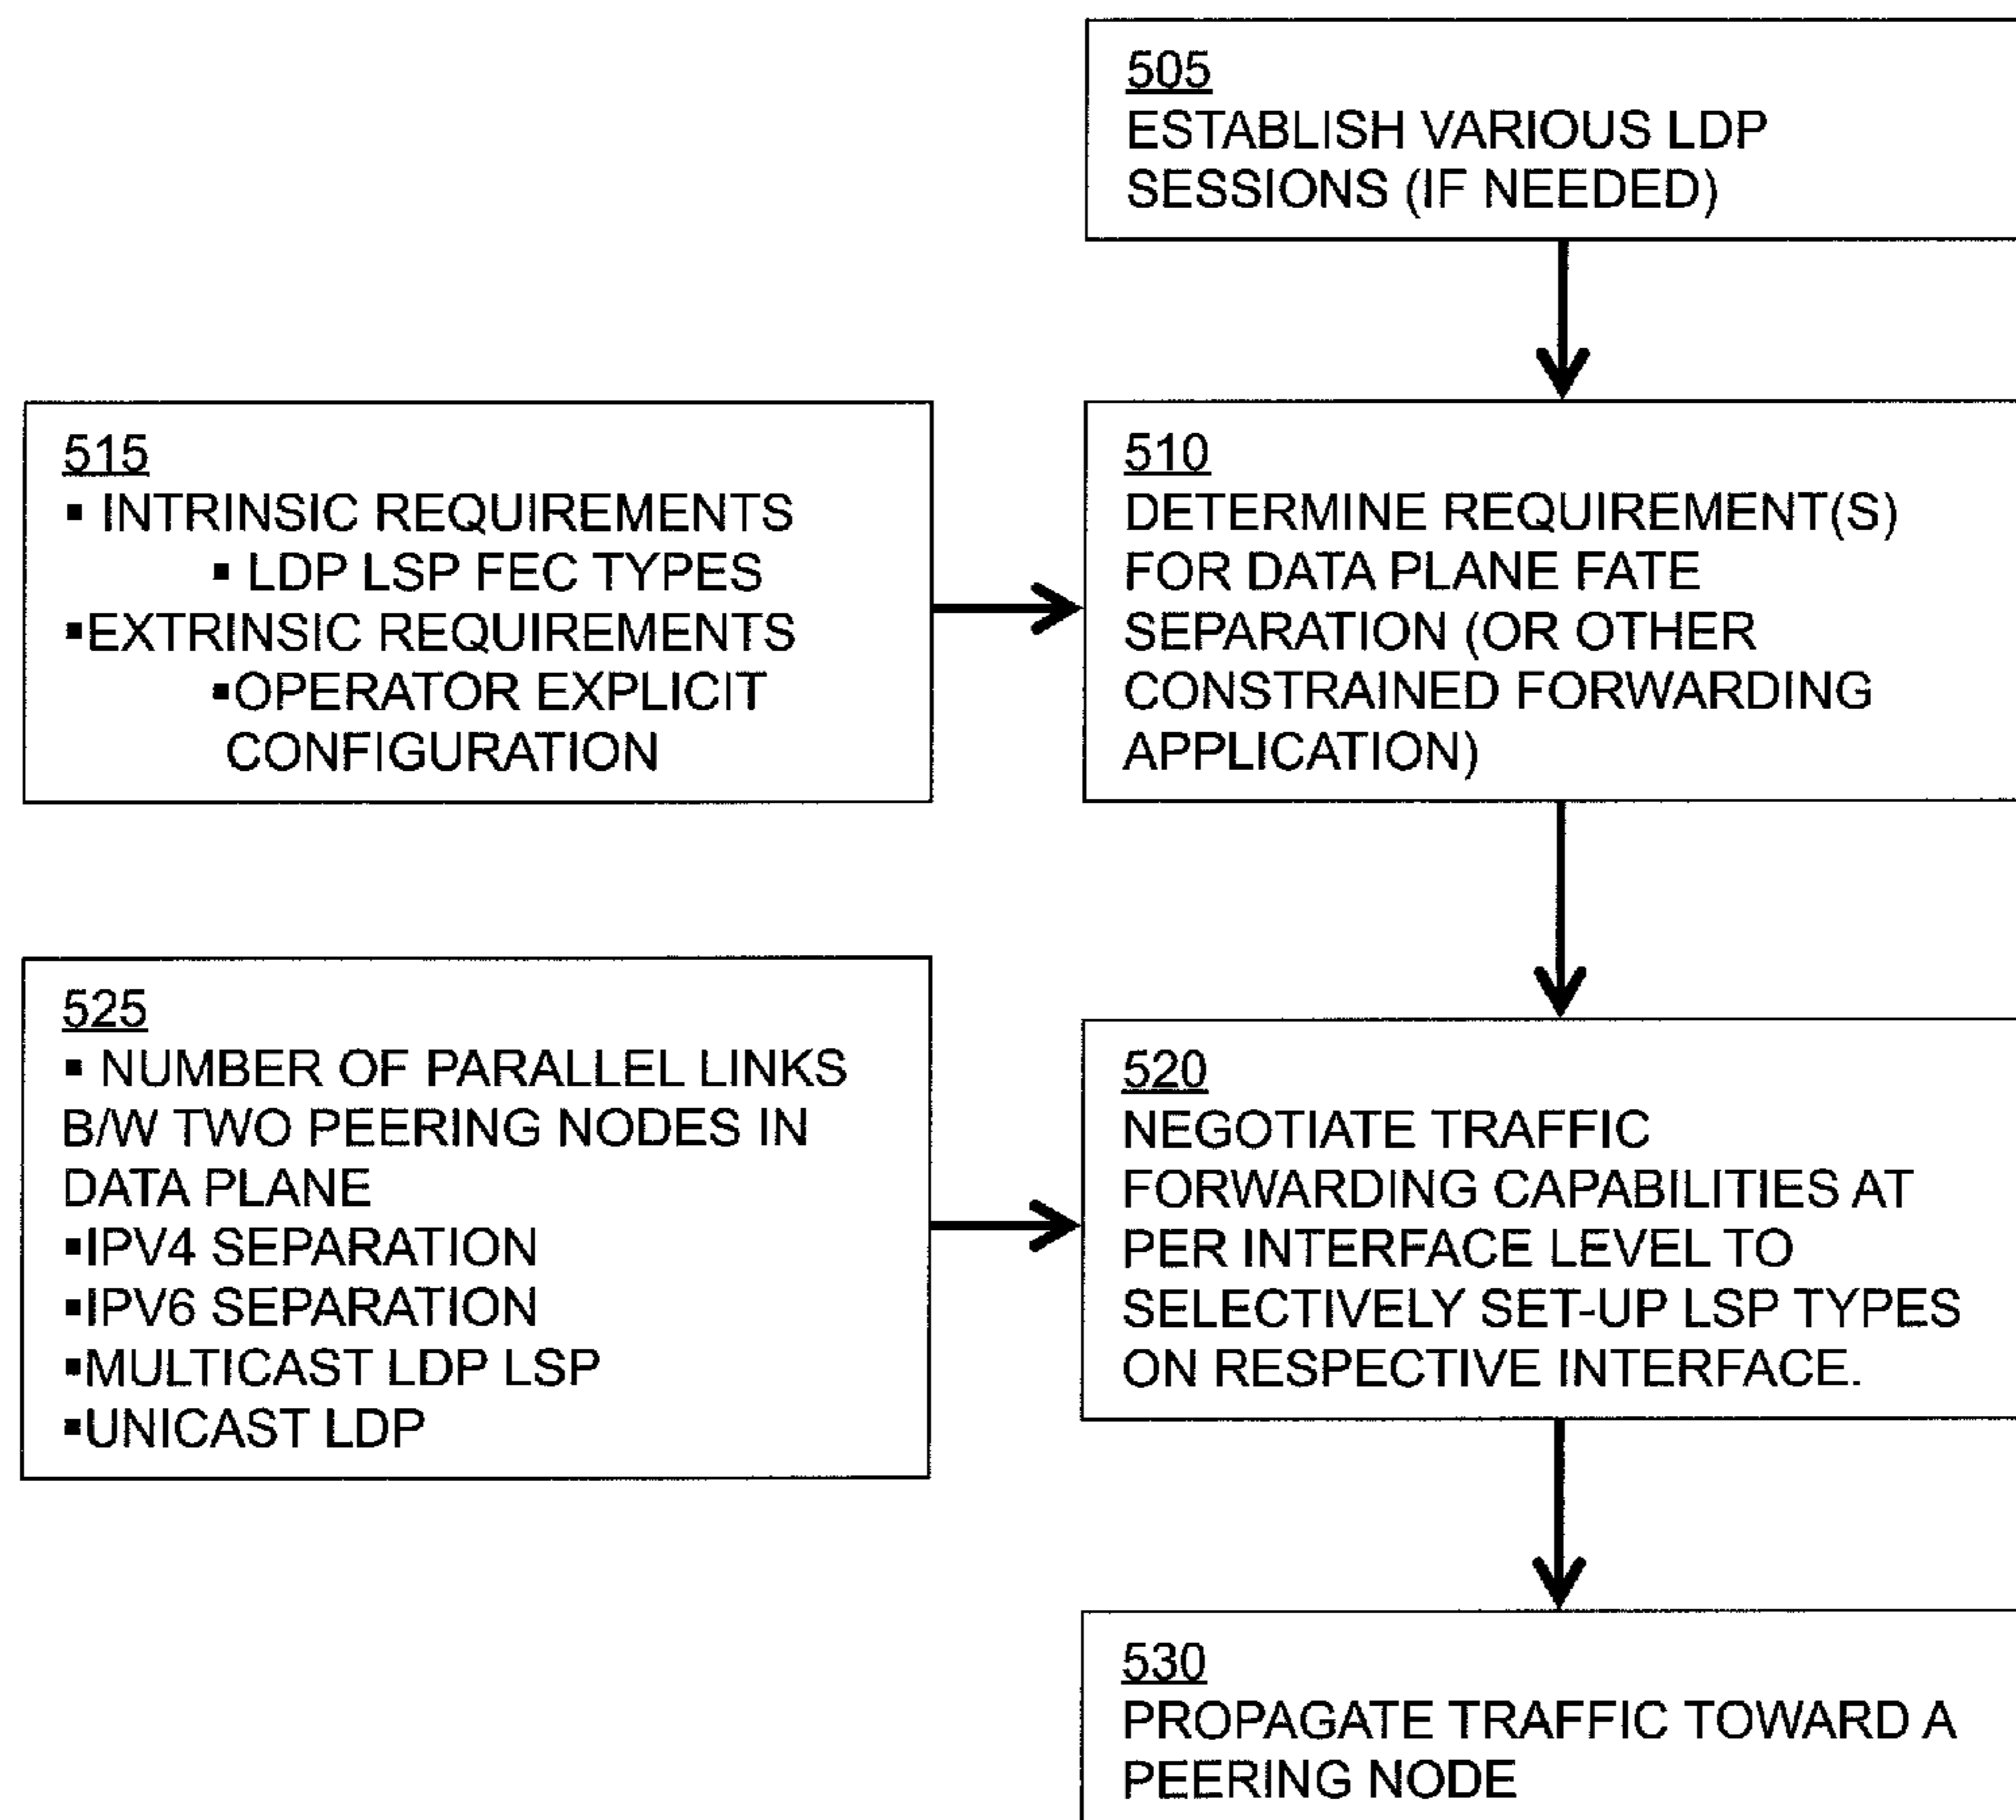 505
ESTABLISH VARIOUS LDP
SESSIONS (IF NEEDED)
515
▪ INTRINSIC REQUIREMENTS
▪ LDP LSP FEC TYPES
▪EXTRINSIC REQUIREMENTS
▪OPERATOR EXPLICIT
CONFIGURATION
510
DETERMINE REQUIREMENT(S)
FOR DATA PLANE FATE
SEPARATION (OR OTHER
CONSTRAINED FORWARDING
APPLICATION)
525
▪ NUMBER OF PARALLEL LINKS
B/W TWO PEERING NODES IN
DATA PLANE
▪IPV4 SEPARATION
▪IPV6 SEPARATION
▪MULTICAST LDP LSP
▪UNICAST LDP
520
NEGOTIATE TRAFFIC
FORWARDING CAPABILITIES AT
PER INTERFACE LEVEL TO
SELECTIVELY SET-UP LSP TYPES
ON RESPECTIVE INTERFACE.
530
PROPAGATE TRAFFIC TOWARD A
PEERING NODE